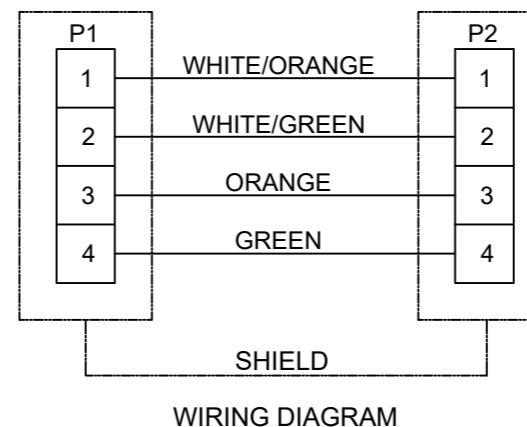 P1 P2
1 WHITE/ORANGE 1
2 WHITE/GREEN 2
3 ORANGE 3
4 GREEN 4
SHIELD
WIRING DIAGRAM